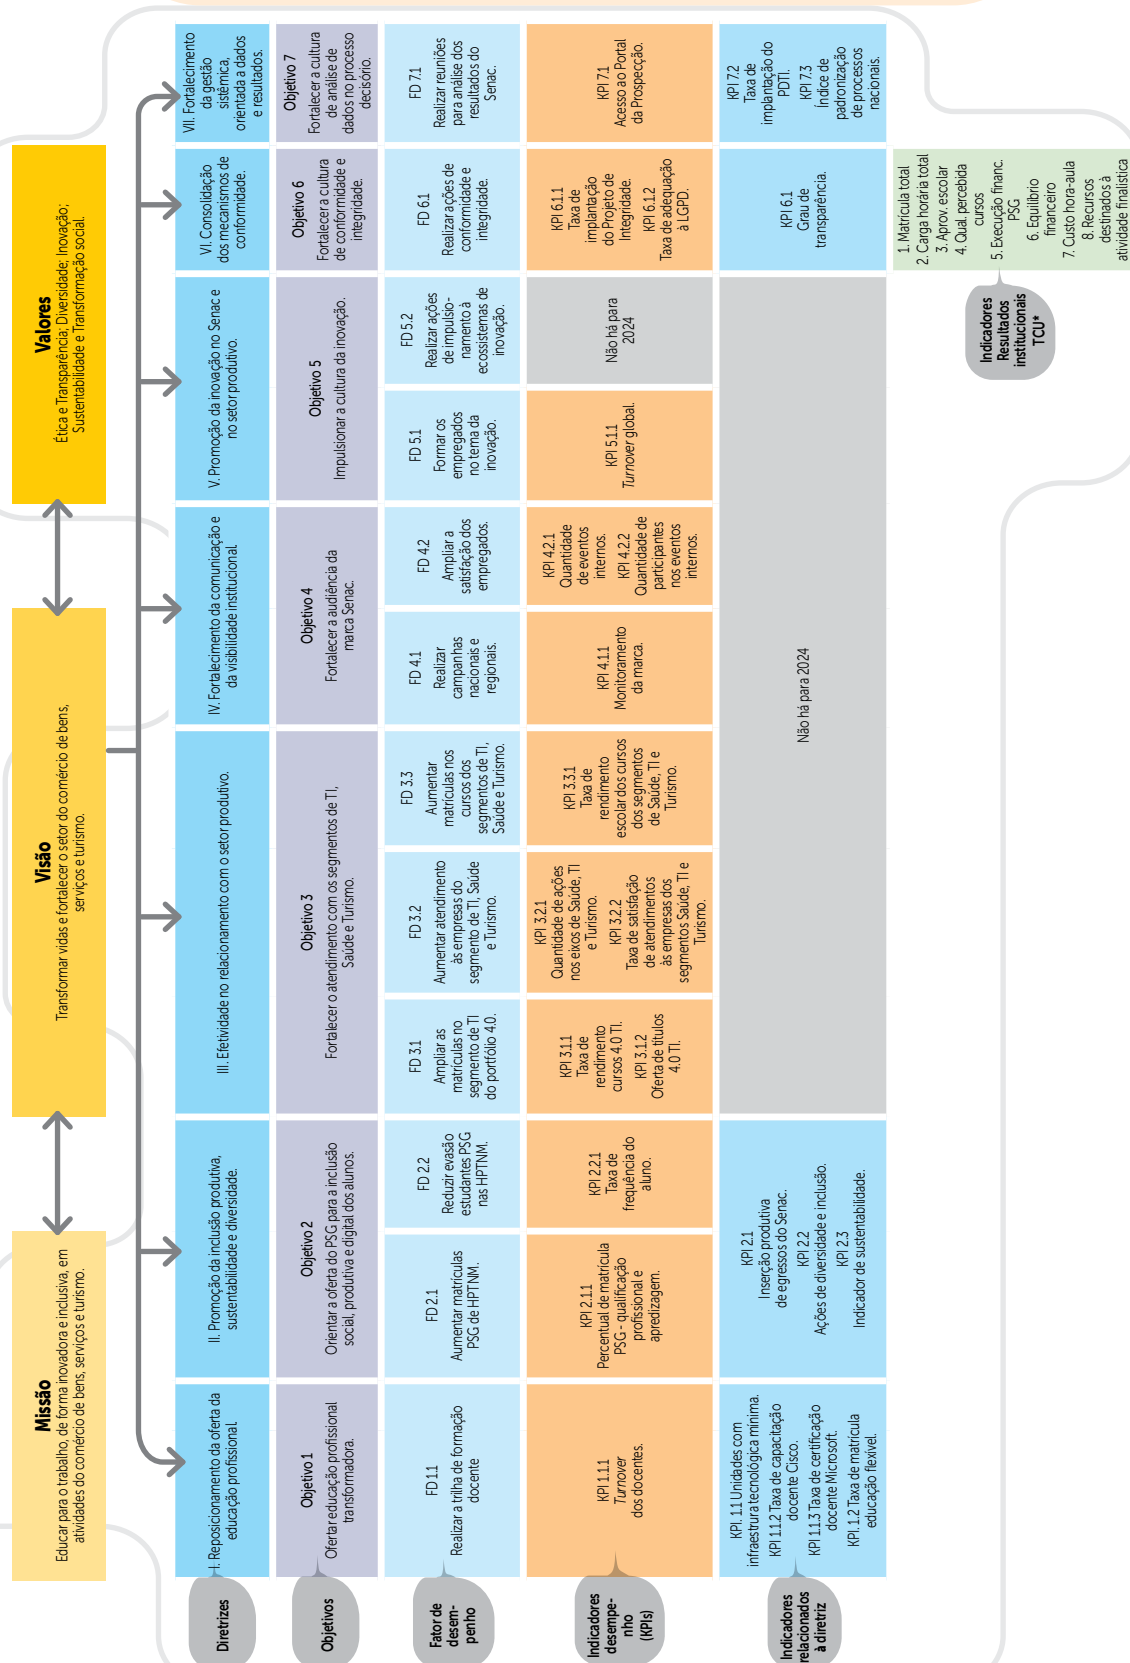 Missão
Educar para o trabalho, de forma inovadora e inclusiva, em
atividades do comércio de bens, serviços e turismo.
Visão
Transformar vidas e fortalecer o setor do comércio de bens,
serviços e turismo.
Valores
Ética e Transparência; Diversidade; Inovação;
Sustentabilidade e Transformação social.
Diretrizes
I. Reposicionamento da oferta da
educação profissional.
II. Promoção da inclusão produtiva,
sustentabilidade e diversidade.
III. Efetividade no relacionamento com o setor produtivo.
IV. Fortalecimento da comunicação e
da visibilidade institucional.
V. Promoção da inovação no Senac e
no setor produtivo.
VI. Consolidação
dos mecanismos de
conformidade.
VII. Fortalecimento
da gestão
sistêmica,
orientada a dados
e resultados.
Objetivos
Objetivo 1
Ofertar educação profissional
transformadora.
Objetivo 2
Orientar a oferta do PSG para a inclusão
social, produtiva e digital dos alunos.
Objetivo 3
Fortalecer o atendimento com os segmentos de TI,
Saúde e Turismo.
Objetivo 4
Fortalecer a audiência da
marca Senac.
Objetivo 5
Impulsionar a cultura da inovação.
Objetivo 6
Fortalecer a cultura
de conformidade e
integridade.
Objetivo 7
Fortalecer a cultura
de análise de
dados no processo
decisório.
Fator de
desem-
penho
FD 1.1
Realizar a trilha de formação
docente
FD 2.1
Aumentar matrículas
PSG de HPTNM.
FD 2.2
Reduzir evasão
estudantes PSG
nas HPTNM.
FD 3.1
Ampliar as
matrículas no
segmento de TI
do portfólio 4.0.
FD 3.2
Aumentar atendimento
às empresas do
segmento de TI, Saúde
e Turismo.
FD 3.3
Aumentar
matrículas nos
cursos dos
segmentos de TI,
Saúde e Turismo.
FD 4.1
Realizar
campanhas
nacionais e
regionais.
FD 4.2
Ampliar a
satisfação dos
empregados.
FD 5.1
Formar os
empregados
no tema da
inovação.
FD 5.2
Realizar ações
de impulsio-
namento à
ecossistemas de
inovação.
FD 6.1
Realizar ações de
conformidade e
integridade.
FD 7.1
Realizar reuniões
para análise dos
resultados do
Senac.
Indicadores
desempe-
nho
(KPIs)
KPI 1.1.1
Turnover
dos docentes.
KPI 2.1.1
Percentual de matrícula
PSG - qualificação
profissional e
apredizagem.
KPI 2.2.1
Taxa de
frequência do
aluno.
KPI 3.1.1
Taxa de
rendimento
cursos 4.0 TI.
KPI 3.1.2
Oferta de títulos
4.0 TI.
KPI 3.2.1
Quantidade de ações
nos eixos de Saúde, TI
e Turismo.
KPI 3.2.2
Taxa de satisfação
de atendimentos
às empresas dos
segmentos Saúde, TI e
Turismo.
KPI 3.3.1
Taxa de
rendimento
escolar dos cursos
dos segmentos
de Saúde, TI e
Turismo.
KPI 4.1.1
Monitoramento
da marca.
KPI 4.2.1
Quantidade
de eventos
internos.
KPI 4.2.2
Quantidade de
participantes
nos eventos
internos.
KPI 5.1.1
Turnover global.
Não há para
2024
KPI 6.1.1
Taxa de
implantação
do Projeto de
Integridade.
KPI 6.1.2
Taxa de adequação
à LGPD.
KPI 7.1
Acesso ao Portal
da Prospecção.
Indicadores
relacionados
à diretriz
KPI. 1.1 Unidades com
infraestrura tecnológica mínima.
KPI 1.1.2 Taxa de capacitação
docente Cisco.
KPI 1.1.3 Taxa de certificação
docente Microsoft.
KPI. 1.2 Taxa de matrícula
educação flexível.
KPI 2.1
Inserção produtiva
de egressos do Senac.
KPI 2.2
Ações de diversidade e inclusão.
KPI 2.3
Indicador de sustentabilidade.
Não há para 2024
KPI 6.1
Grau de
transparência.
KPI 7.2
Taxa de
implantação do
PDTI.
KPI 7.3
Índice de
padronização
de processos
nacionais.
Indicadores
Resultados
institucionais
TCU*
1. Matrícula total
2. Carga horária total
3. Aprov. escolar
4. Qual. percebida
cursos
5. Execução financ.
PSG
6. Equilíbrio
financeiro
7. Custo hora-aula
8. Recursos
destinados à
atividade finalística